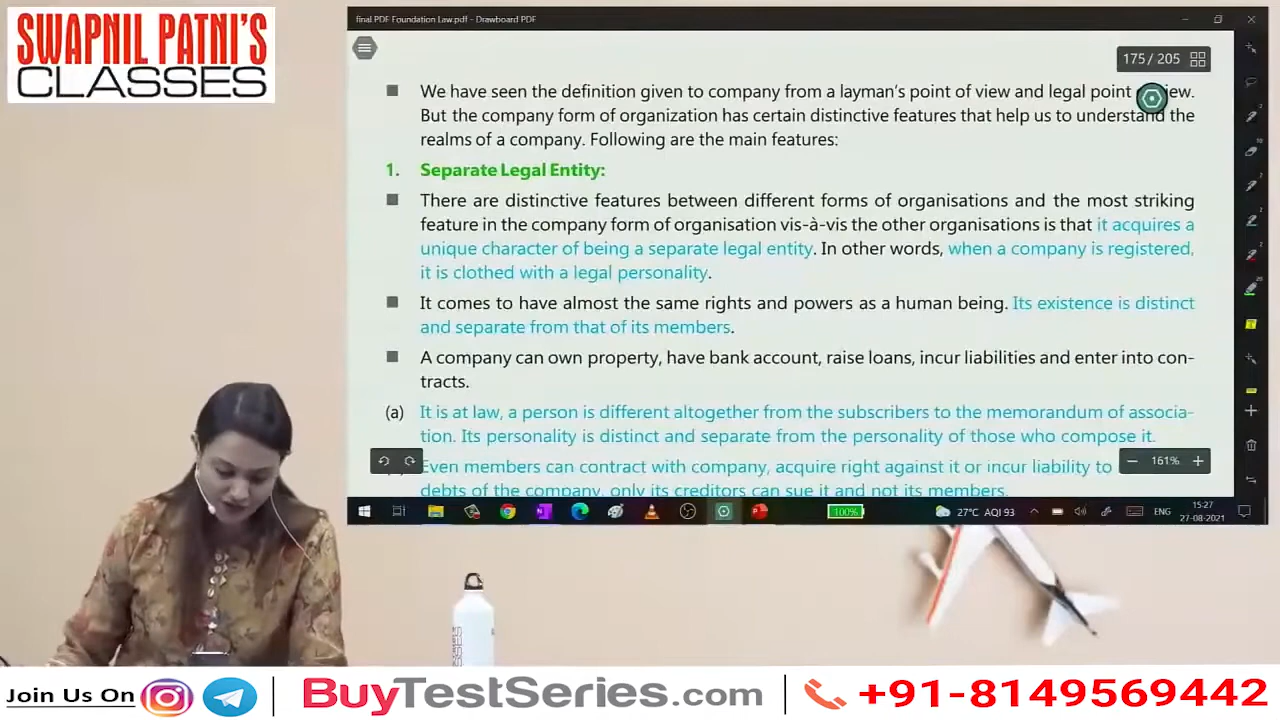 SWAPNIL PATNI'S
CLASSES
final PDF Foundation Law.pdf - Drawboard PDF
175 / 205
We have seen the definition given to company from a layman's point of view and legal point
But the company form of organization has certain distinctive features that help us to understand the
realms of a company. Following are the main features:
1. Separate Legal Entity:
There are distinctive features between different forms of organisations and the most striking
feature in the company form of organisation vis-à-vis the other organisations is that it acquires a
unique character of being a separate legal entity. In other words, when a company is registered,
it is clothed with a legal personality.
It comes to have almost the same rights and powers as a human being. Its existence is distinct
and separate from that of its members.
A company can own property, have bank account, raise loans, incur liabilities and enter into con-
tracts.
(a) It is at law, a person is different altogether from the subscribers to the memorandum of associa-
tion. Its personality is distinct and separate from the personality of those who compose it.
Even members can contract with company, acquire right against it or incur liability to
debts of the company, only its creditors can sue it and not its members.
161%
100%
27°C AQI 93
ENG
15:27
27-08-2021
Join Us On
BuyTestSeries.com
+91-8149569442